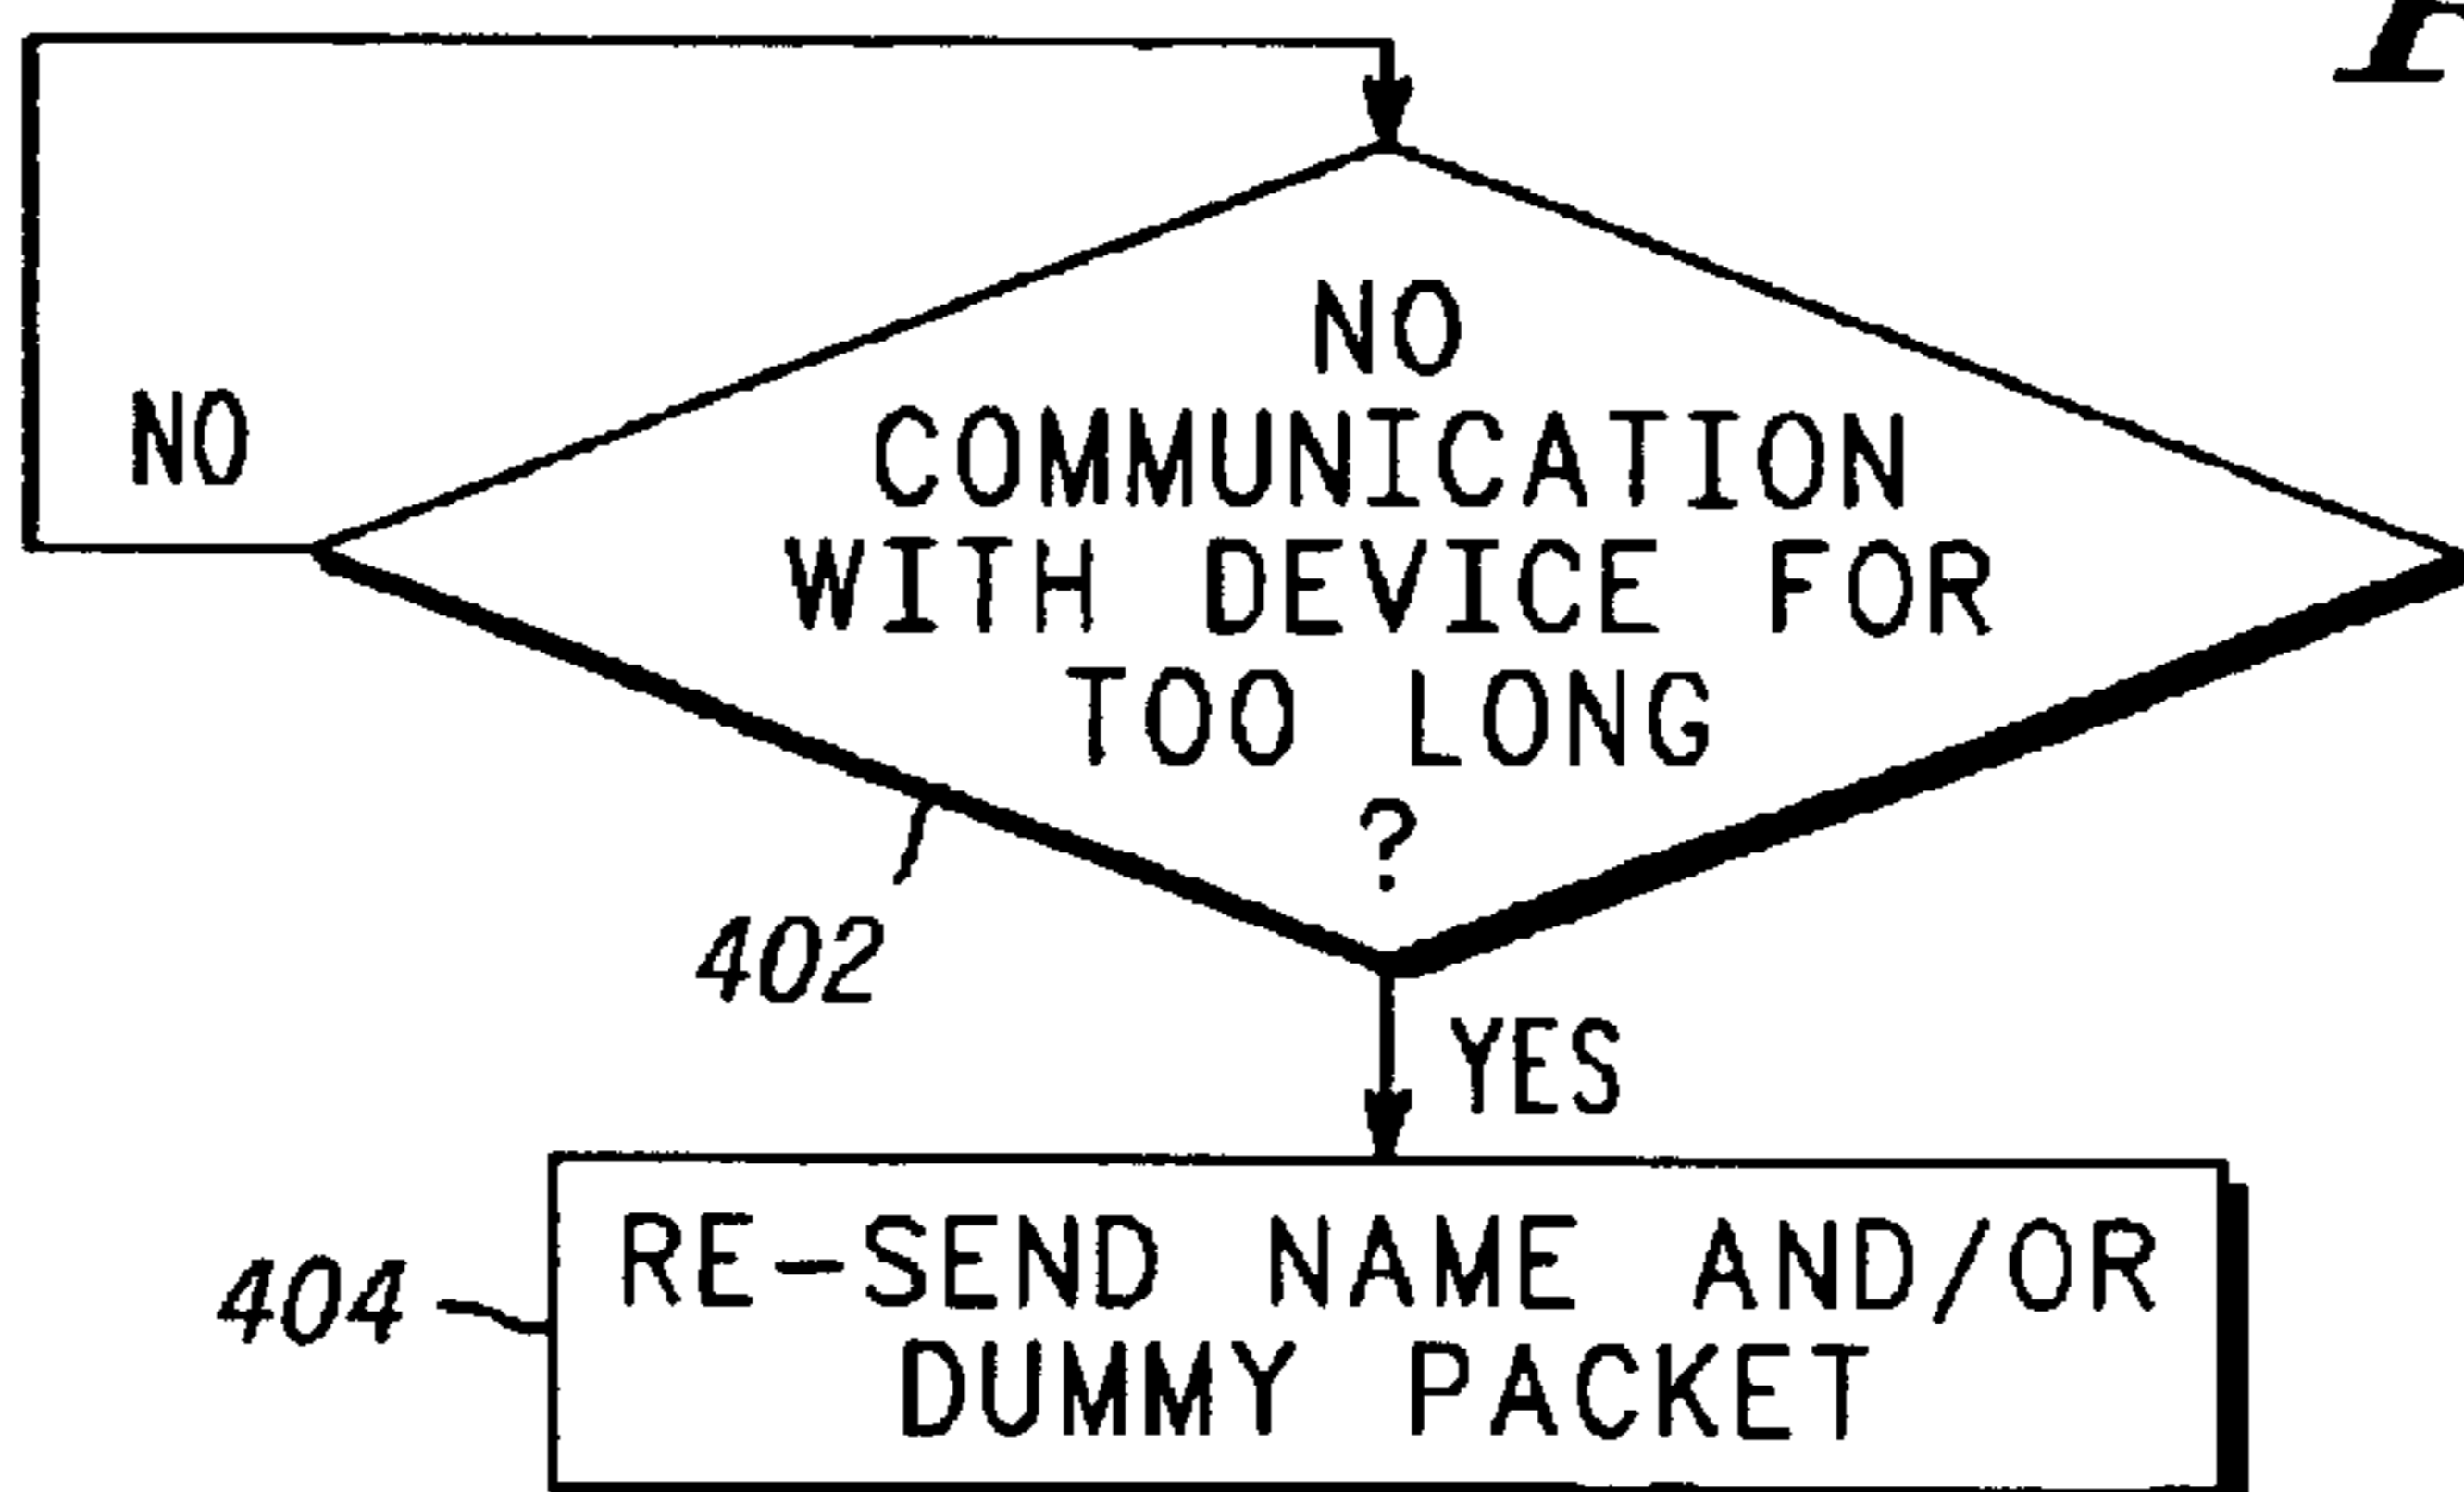 NO
NO
COMMUNICATION
WITH DEVICE FOR
TOO LONG
?
402
YES
404
RE-SEND NAME AND/OR
DUMMY PACKET